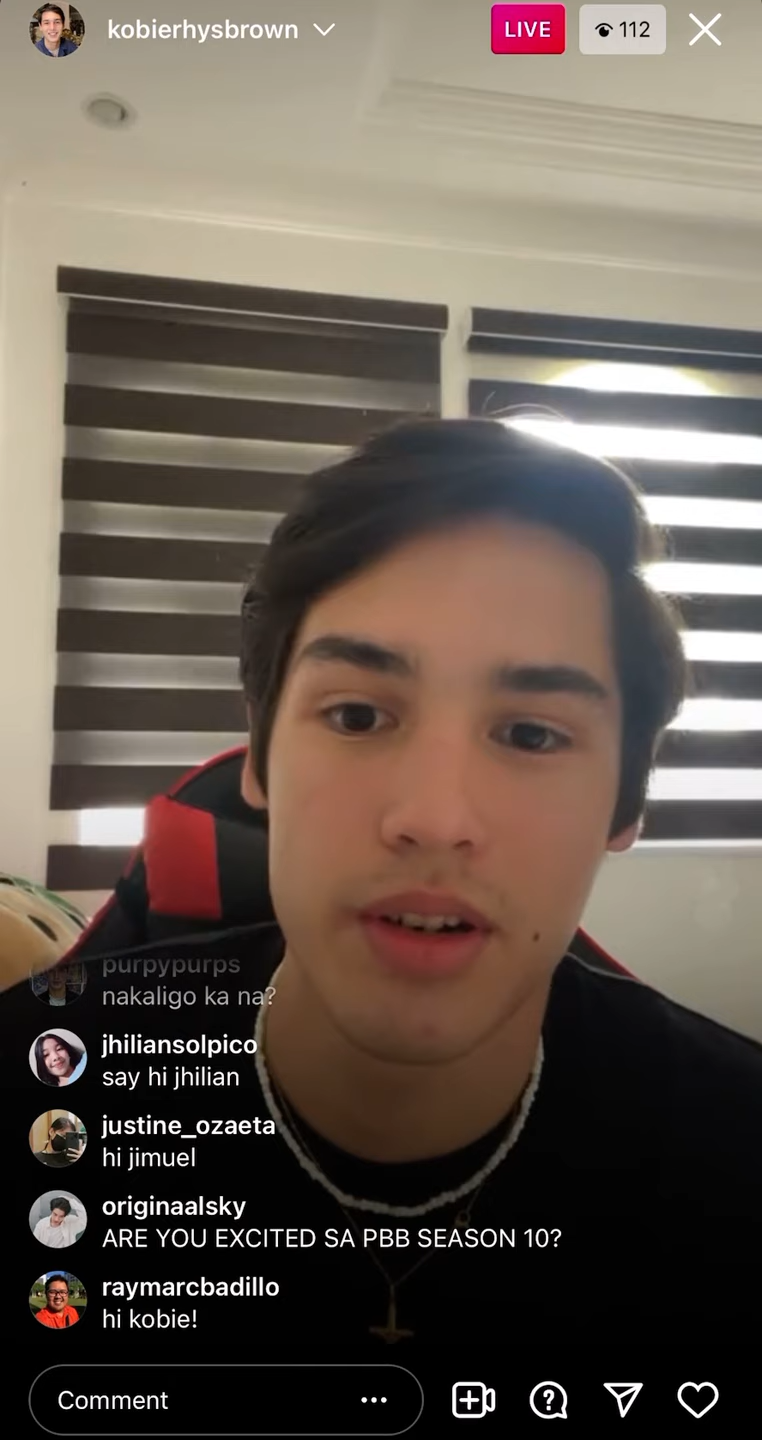 kobierhysbrown
LIVE
112
purpypurps
nakaligo ka na?
jhiliansolpico
say hi jhilian
justine_ozaeta
hi jimuel
originaalsky
ARE YOU EXCITED SA PBB SEASON 10?
raymarcbadillo
hi kobie!
Comment